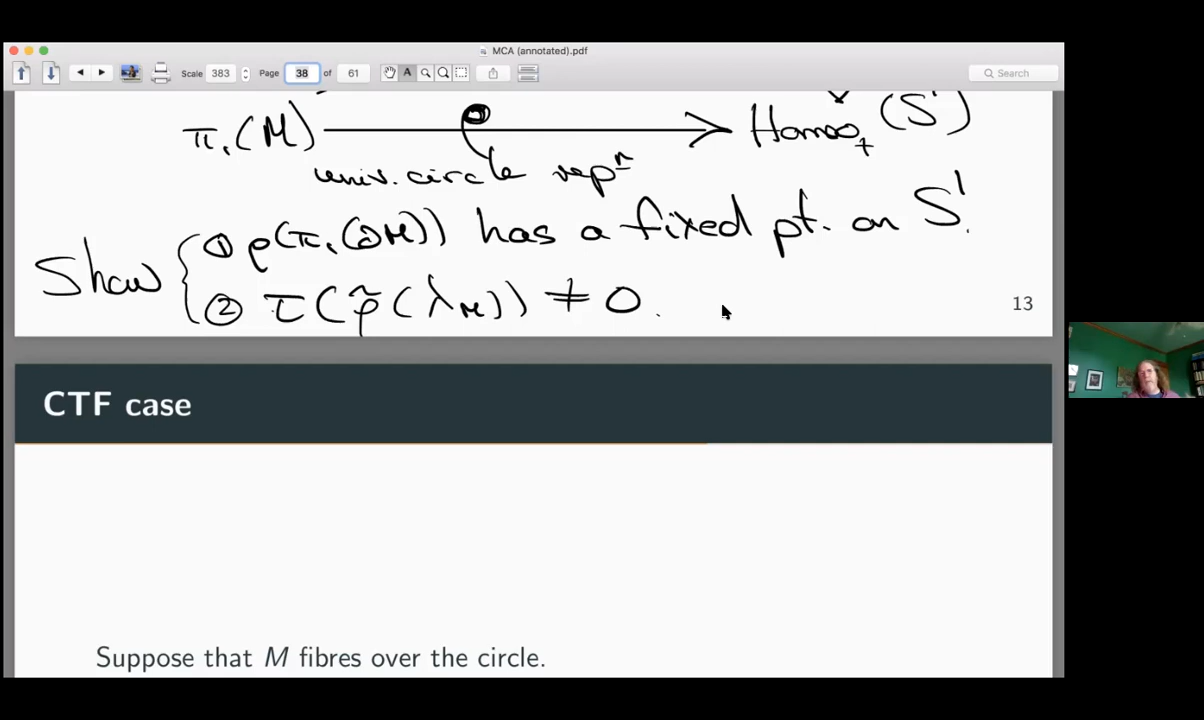 MCA (annotated).pdf
Scale 383 Page 38 of 61 Search
π₁(M) ρ Homeo₊(S¹)
univ. circle repⁿ
Show { ① ρ(π₁(∂M)) has a fixed pt. on S¹.
② τ(ρ̃(λ_M)) ≠ 0.
13
CTF case
Suppose that M fibres over the circle.